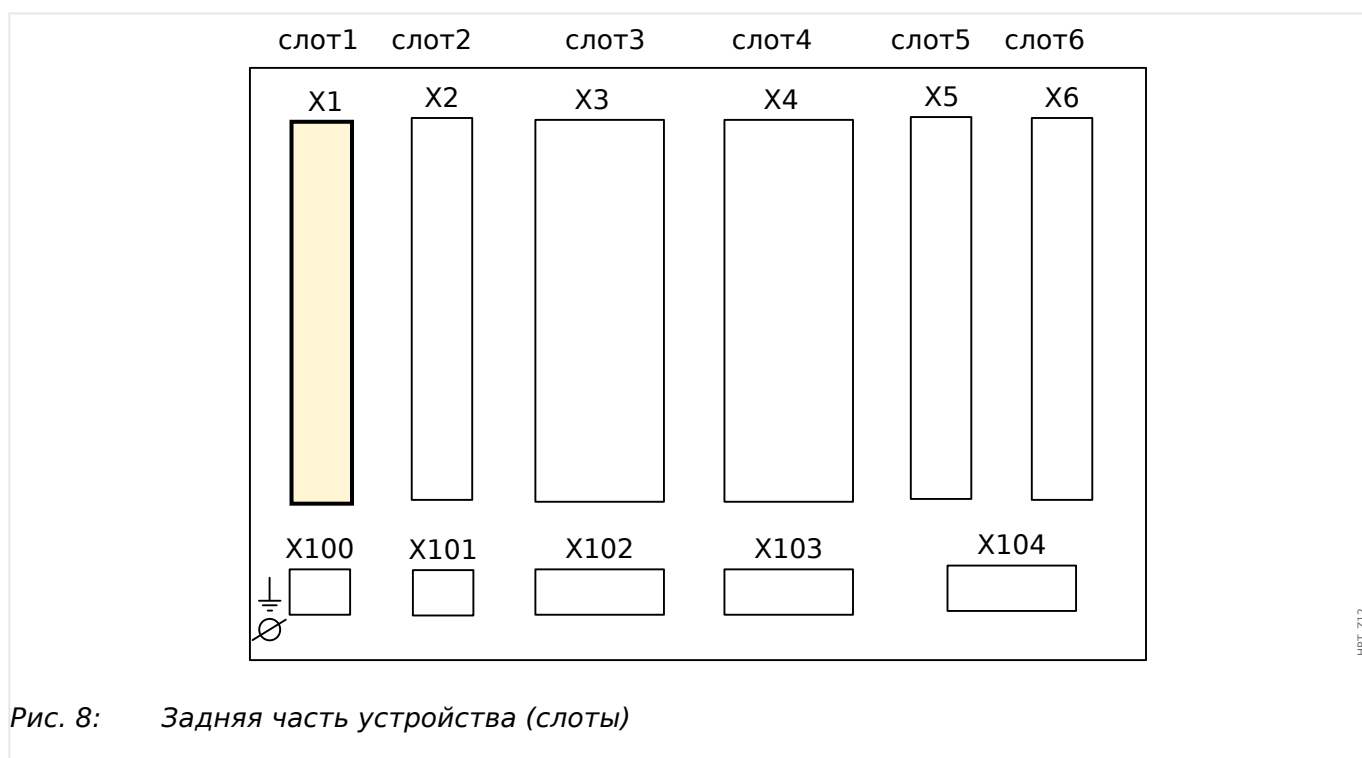 слот1 слот2 слот3 слот4 слот5 слот6
X1 X2 X3 X4 X5 X6
X100 X101 X102 X103 X104
Рис. 8: Задняя часть устройства (слоты)